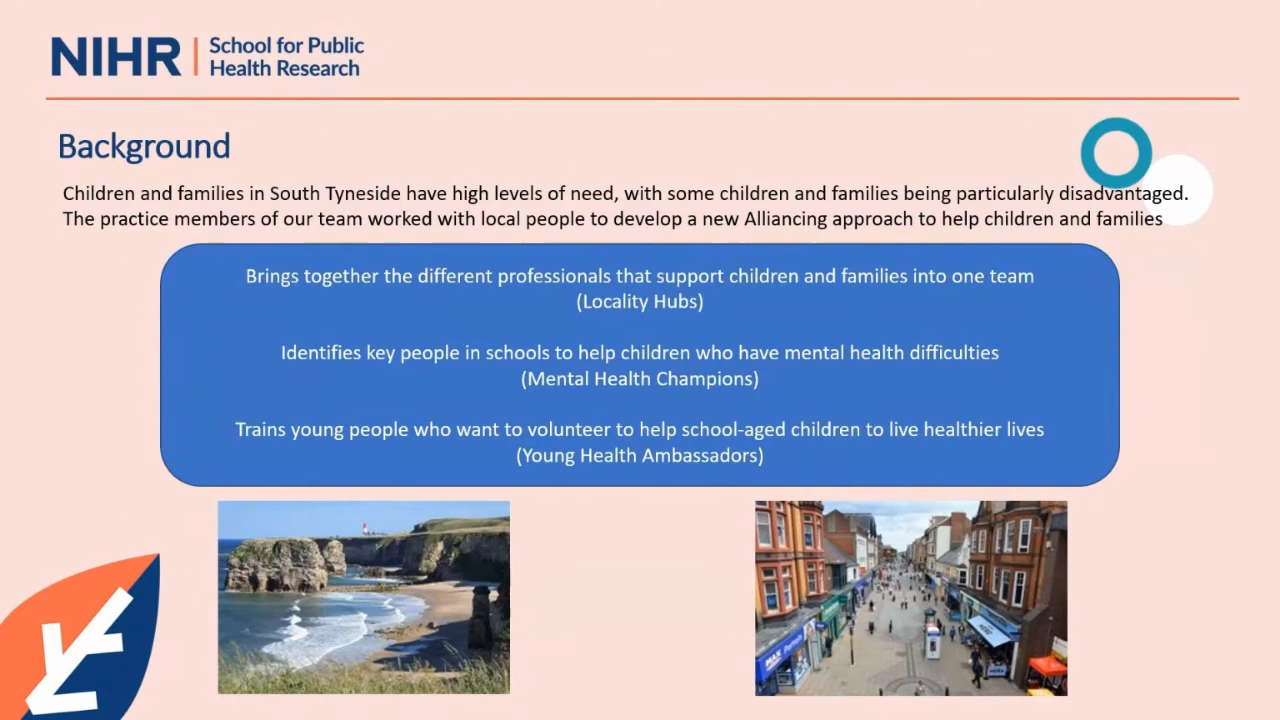 NIHR
School for Public
Health Research
Background
Children and families in South Tyneside have high levels of need, with some children and families being particularly disadvantaged.
The practice members of our team worked with local people to develop a new Alliancing approach to help children and families
Brings together the different professionals that support children and families into one team
(Locality Hubs)
Identifies key people in schools to help children who have mental health difficulties
(Mental Health Champions)
Trains young people who want to volunteer to help school-aged children to live healthier lives
(Young Health Ambassadors)